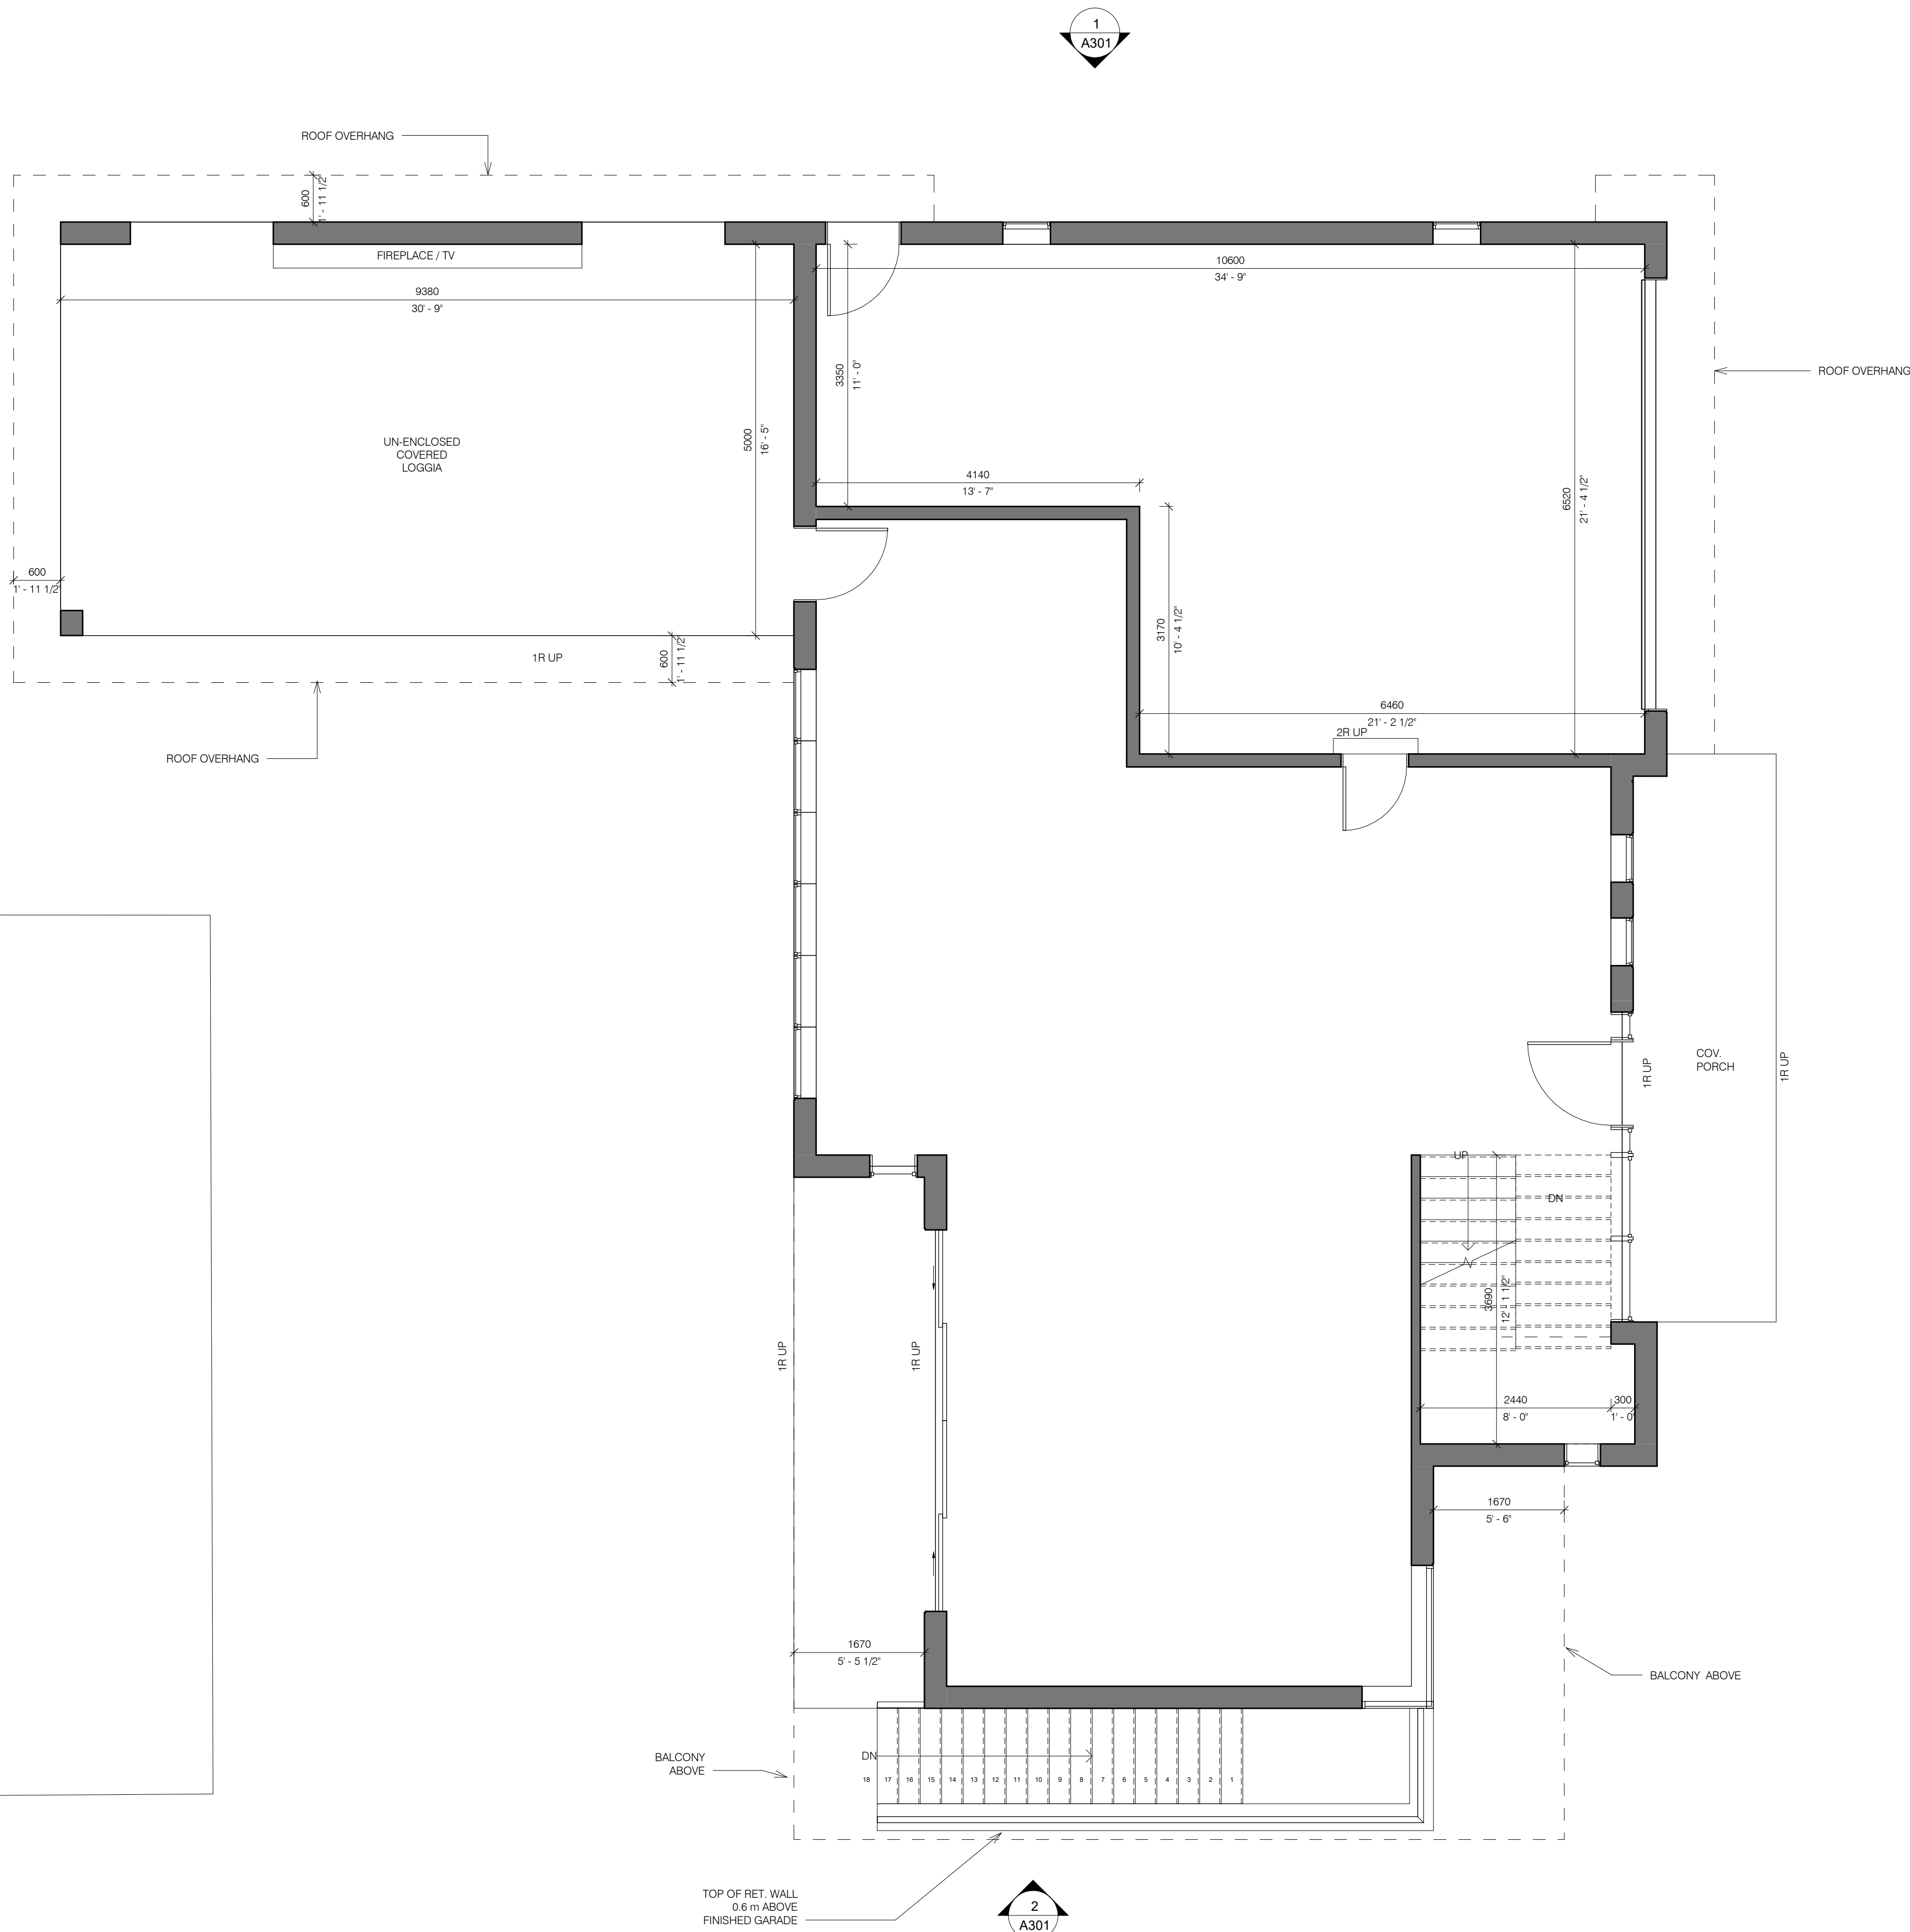 1
A301
ROOF OVERHANG
600
1' - 11 1/2"
FIREPLACE / TV
10600
34' - 9"
9380
30' - 9"
3350
11' - 0"
ROOF OVERHANG
UN-ENCLOSED
COVERED
LOGGIA
5000
16' - 5"
4140
13' - 7"
6520
21' - 4 1/2"
600
1' - 11 1/2"
3170
10' - 4 1/2"
1R UP
600
1' - 11 1/2"
6460
21' - 2 1/2"
2R UP
ROOF OVERHANG
COV.
PORCH
1R UP
1R UP
UP
DN
3690
12' - 1 1/2"
1R UP
1R UP
2440
8' - 0"
300
1' - 0"
1670
5' - 6"
1670
5' - 5 1/2"
BALCONY ABOVE
BALCONY
ABOVE
DN
18 17 16 15 14 13 12 11 10 9 8 7 6 5 4 3 2 1
TOP OF RET. WALL
0.6 m ABOVE
FINISHED GARADE
2
A301